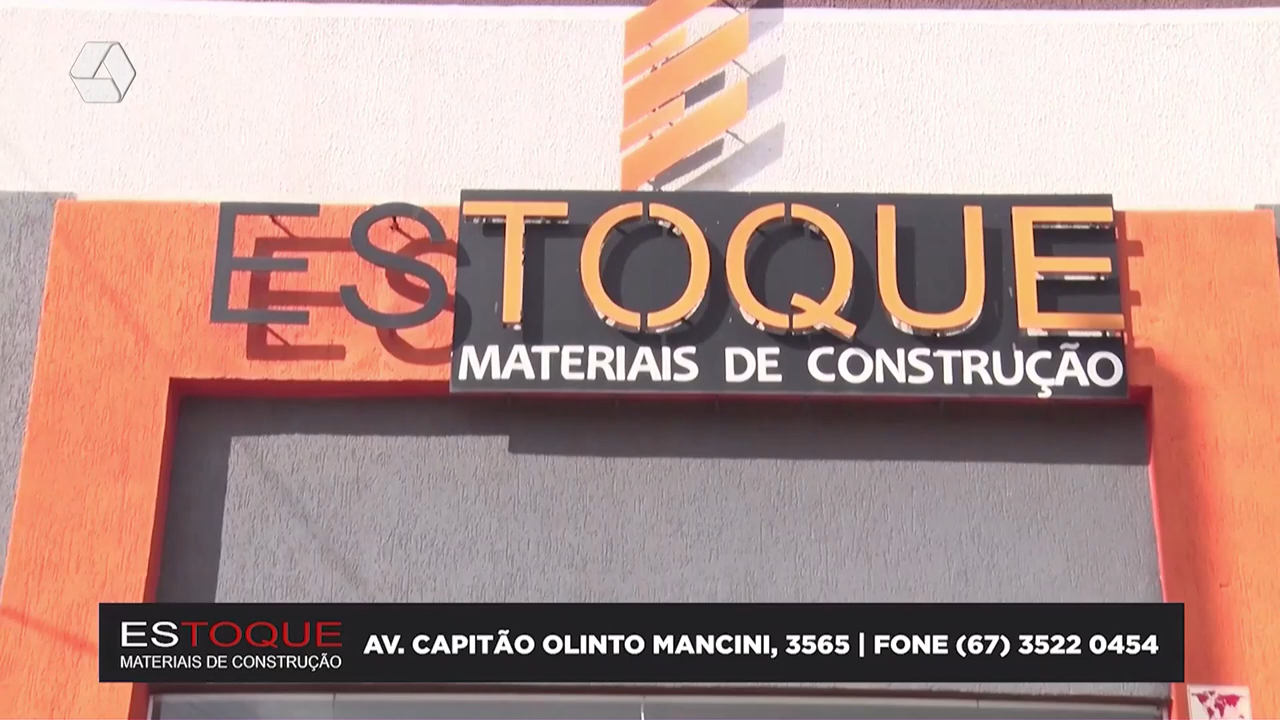 ESTOQUE
MATERIAIS DE CONSTRUÇÃO
ESTOQUE
MATERIAIS DE CONSTRUÇÃO
AV. CAPITÃO OLINTO MANCINI, 3565 | FONE (67) 3522 0454